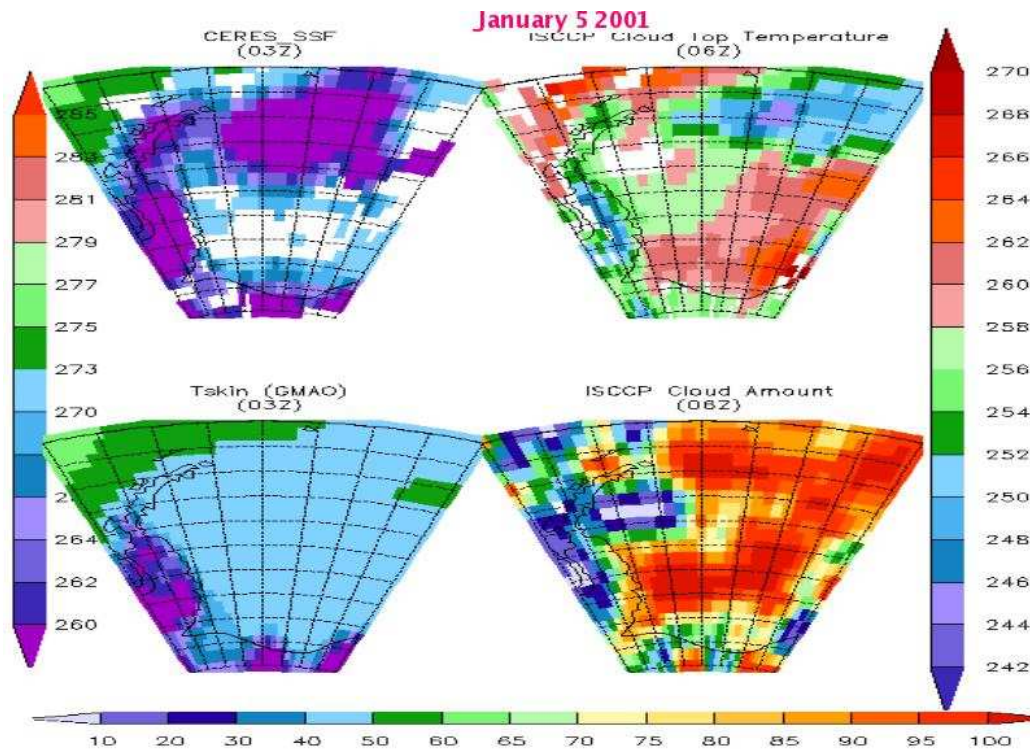 January 5 2001
CERES_SSF
(03Z)
ISCCP Cloud Top Temperature
(06Z)
285
283
281
279
277
275
273
270
264
262
260
270
268
266
264
262
260
258
256
254
252
250
248
246
244
242
Tskin (GMAO)
(03Z)
ISCCP Cloud Amount
(06Z)
10 20 30 40 50 60 65 70 75 80 85 90 95 100